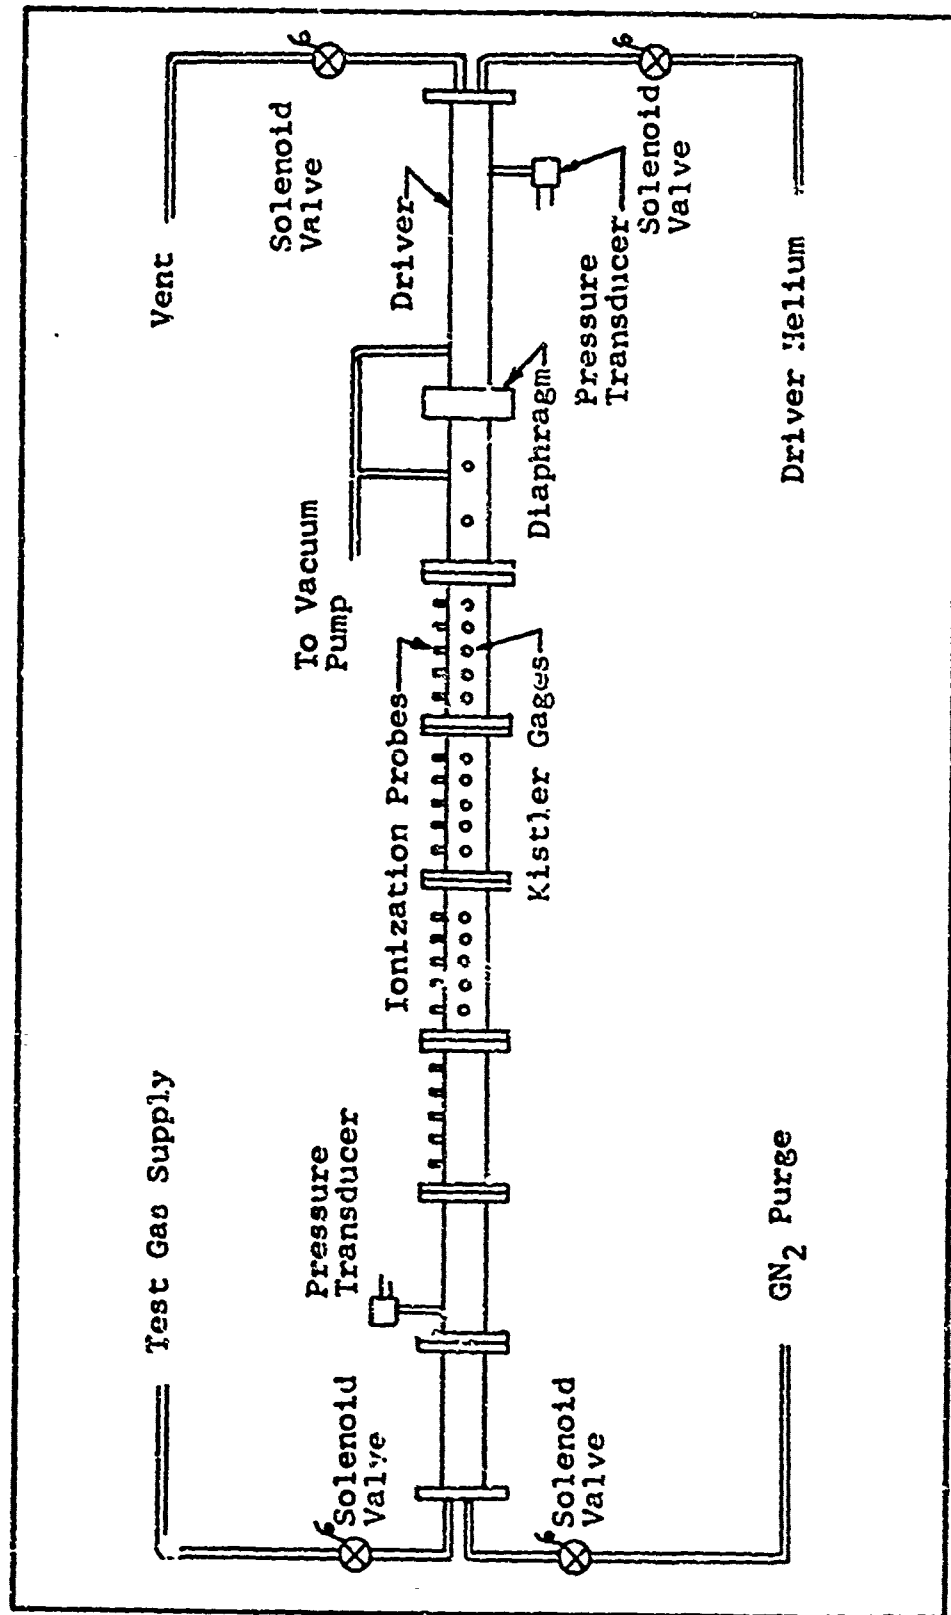 Test Gas Supply
Vent
Solenoid
Valve
Pressure
Transducer
To Vacuum
Pump
Solenoid
Valve
Ionization Probes
Driver
Kistler Gages
Diaphragm
Solenoid
Valve
Pressure
Transducer
Solenoid
Valve
GN2 Purge
Driver Helium